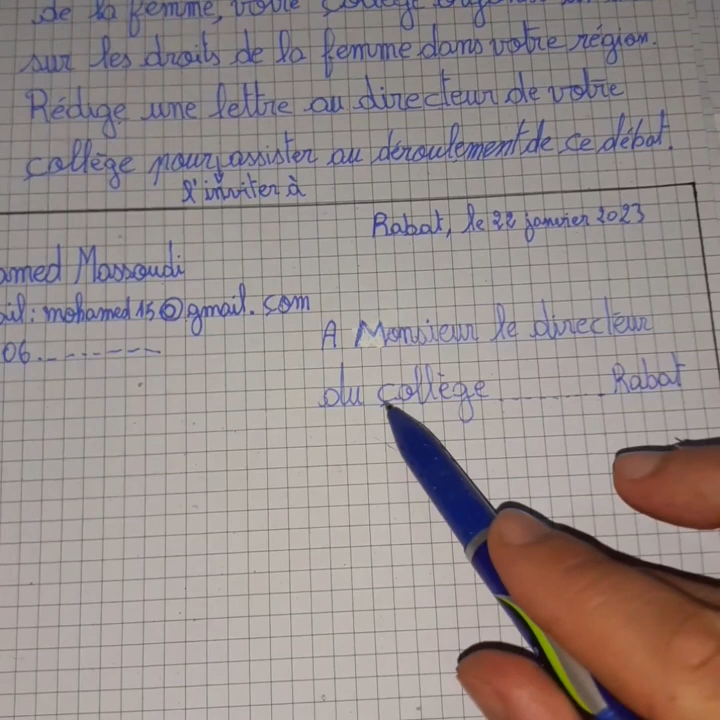 de la femme, votre collège
sur les droits de la femme dans votre région.
Rédige une lettre au directeur de votre
collège pour assister au déroulement de ce débat.
l'inviter à
Rabat, le 22 janvier 2023
amed Massoudi
ail: mohamed15@gmail.com
06--------
A Monsieur le directeur
du collège ........ Rabat